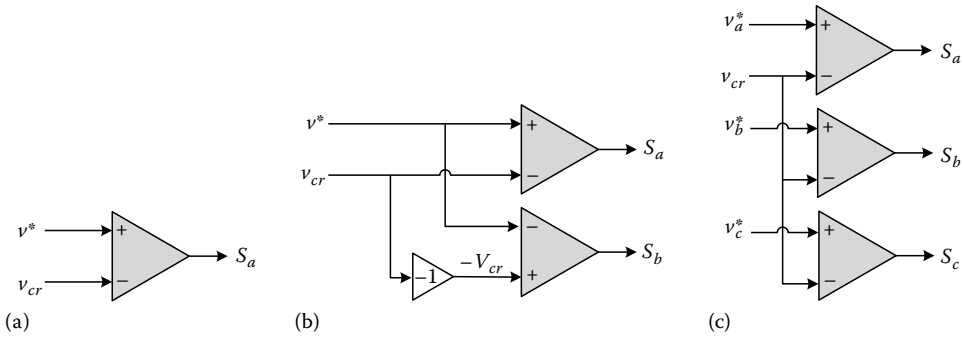 v*
+
v_cr
−
S_a
(a)
v*
+
S_a
v_cr
−
−
S_b
−V_cr
+
−1
(b)
v_a*
+
S_a
v_cr
−
v_b*
+
S_b
−
v_c*
+
S_c
−
(c)